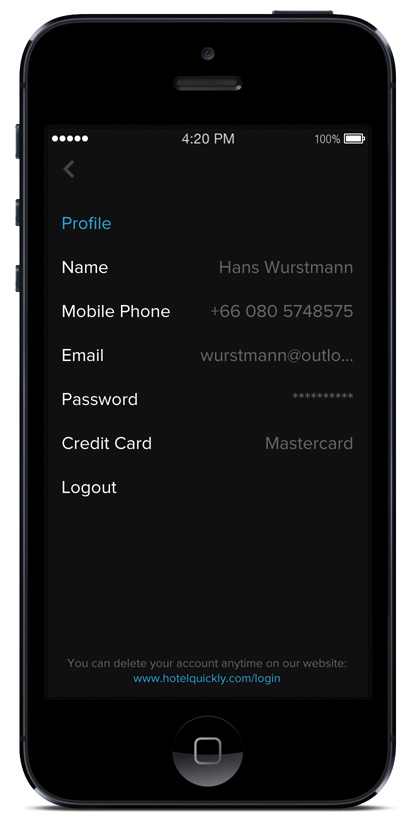 4:20 PM 100%
Profile
Name Hans Wurstmann
Mobile Phone +66 080 5748575
Email wurstmann@outlo...
Password **********
Credit Card Mastercard
Logout
You can delete your account anytime on our website:
www.hotelquickly.com/login